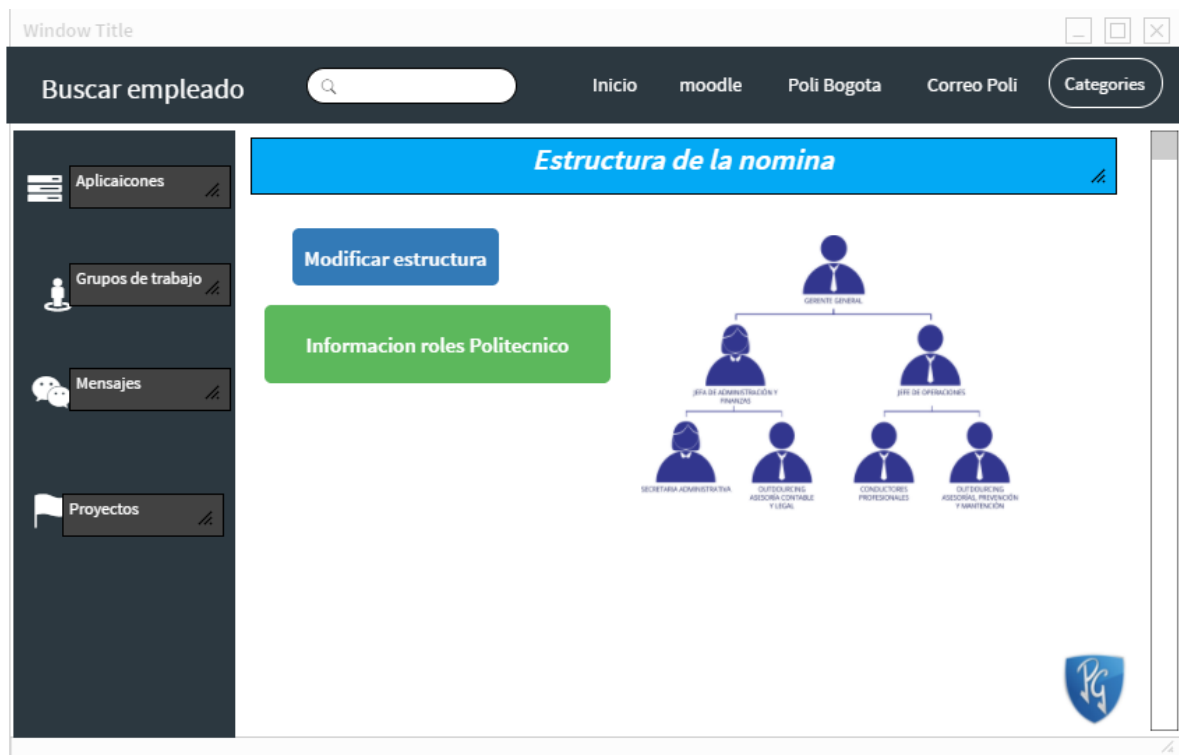 Window Title
Buscar empleado
Inicio
moodle
Poli Bogota
Correo Poli
Categories
Aplicaicones
Grupos de trabajo
Mensajes
Proyectos
Estructura de la nomina
Modificar estructura
Informacion roles Politecnico
GERENTE GENERAL
JEFA DE ADMINISTRACIÓN Y
FINANZAS
JEFE DE OPERACIONES
SECRETARIA ADMINISTRATIVA
OUTSOURCING
ASESORÍA CONTABLE
Y LEGAL
CONDUCTORES
PROFESIONALES
OUTSOURCING
ASESORÍAS, PREVENCIÓN
Y MANTENCIÓN
PG